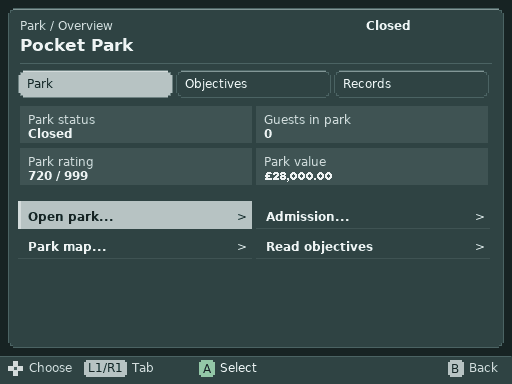 Park / Overview
Closed
Pocket Park
Park
Objectives
Records
Park status
Closed
Guests in park
0
Park rating
720 / 999
Park value
£28,000.00
Open park... >
Admission... >
Park map... >
Read objectives >
Choose
L1/R1 Tab
A Select
B Back